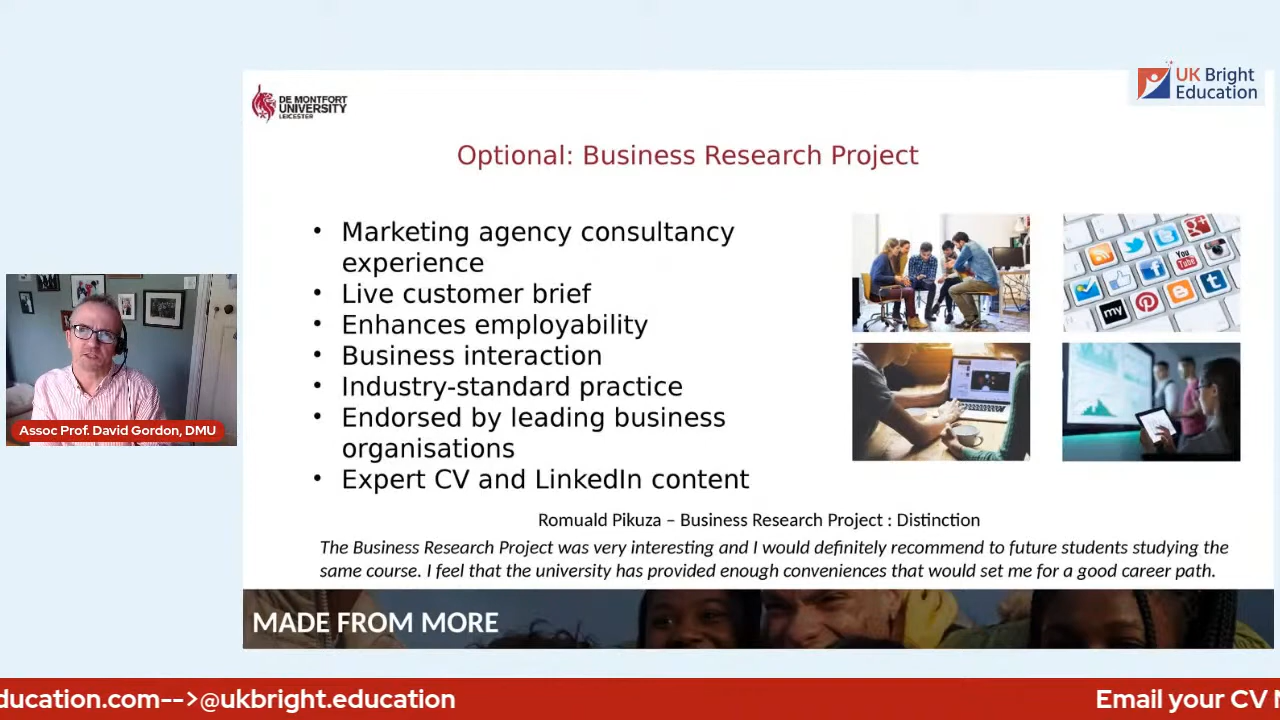 DE MONTFORT
UNIVERSITY
LEICESTER
UK Bright
Education
Optional: Business Research Project
• Marketing agency consultancy
experience
• Live customer brief
• Enhances employability
• Business interaction
• Industry-standard practice
• Endorsed by leading business
organisations
• Expert CV and LinkedIn content
You
Tube
my
Assoc Prof. David Gordon, DMU
Romuald Pikuza – Business Research Project : Distinction
The Business Research Project was very interesting and I would definitely recommend to future students studying the
same course. I feel that the university has provided enough conveniences that would set me for a good career path.
MADE FROM MORE
ducation.com-->@ukbright.education
Email your CV